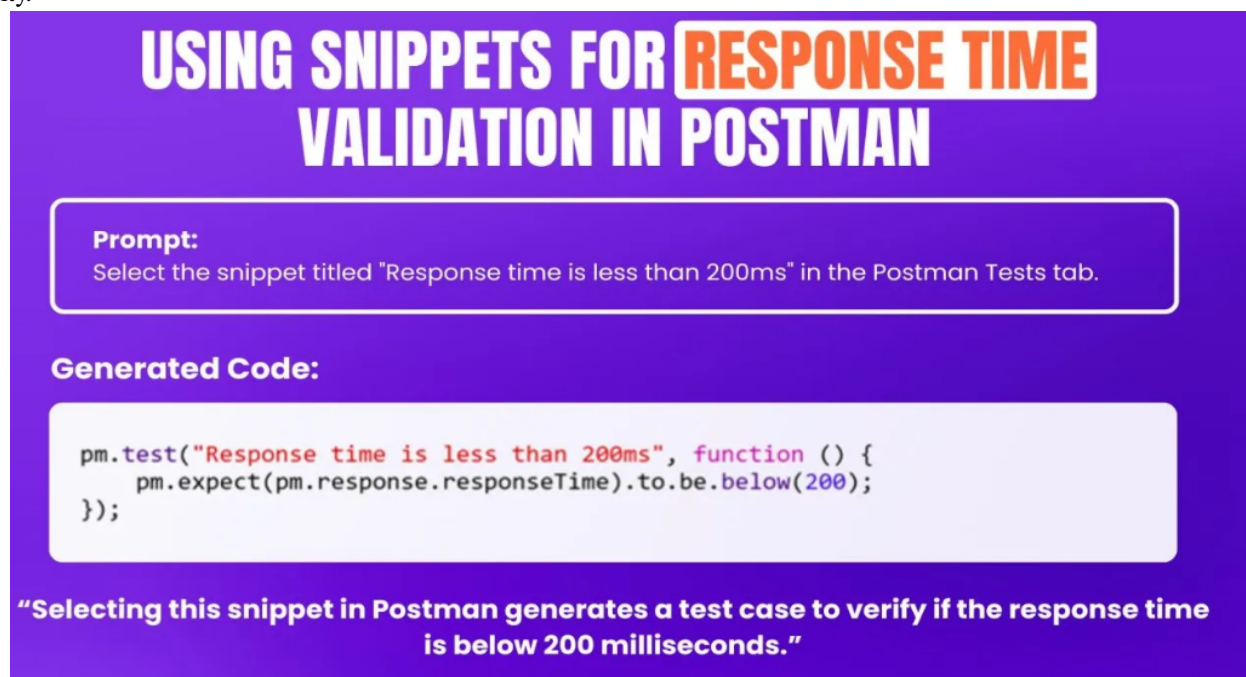 USING SNIPPETS FOR RESPONSE TIME
VALIDATION IN POSTMAN
Prompt:
Select the snippet titled "Response time is less than 200ms" in the Postman Tests tab.
Generated Code:
pm.test("Response time is less than 200ms", function () {
    pm.expect(pm.response.responseTime).to.be.below(200);
});
“Selecting this snippet in Postman generates a test case to verify if the response time
is below 200 milliseconds.”